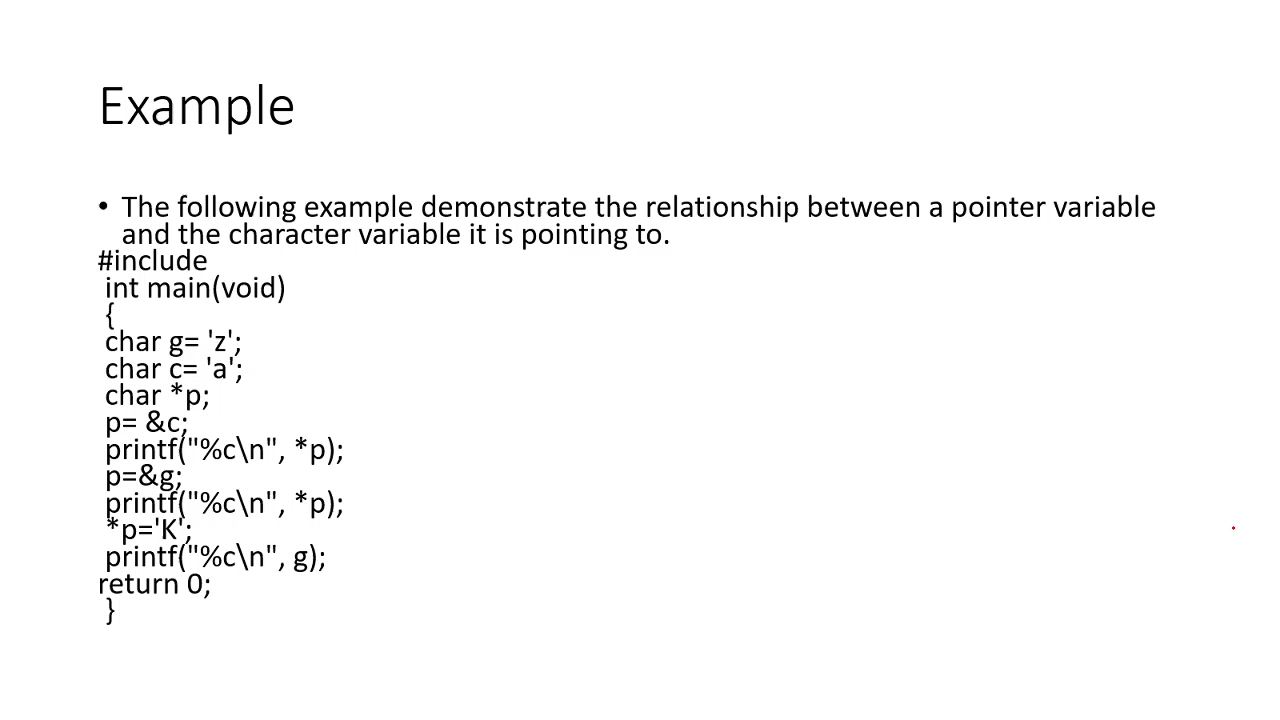 Example
• The following example demonstrate the relationship between a pointer variable
and the character variable it is pointing to.
#include
int main(void)
{
char g= 'z';
char c= 'a';
char *p;
p= &c;
printf("%c\n", *p);
p=&g;
printf("%c\n", *p);
*p='K';
printf("%c\n", g);
return 0;
}